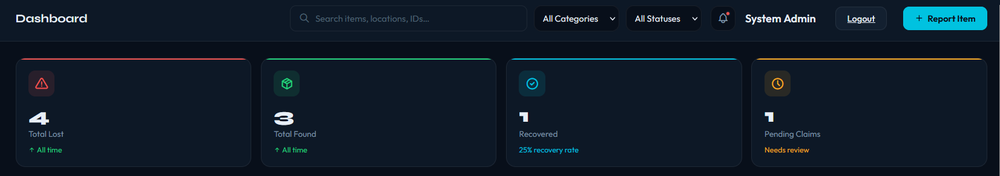 Dashboard
Search items, locations, IDs...
All Categories
All Statuses
System Admin
Logout
+ Report Item
4
Total Lost
↑ All time
3
Total Found
↑ All time
1
Recovered
25% recovery rate
1
Pending Claims
Needs review